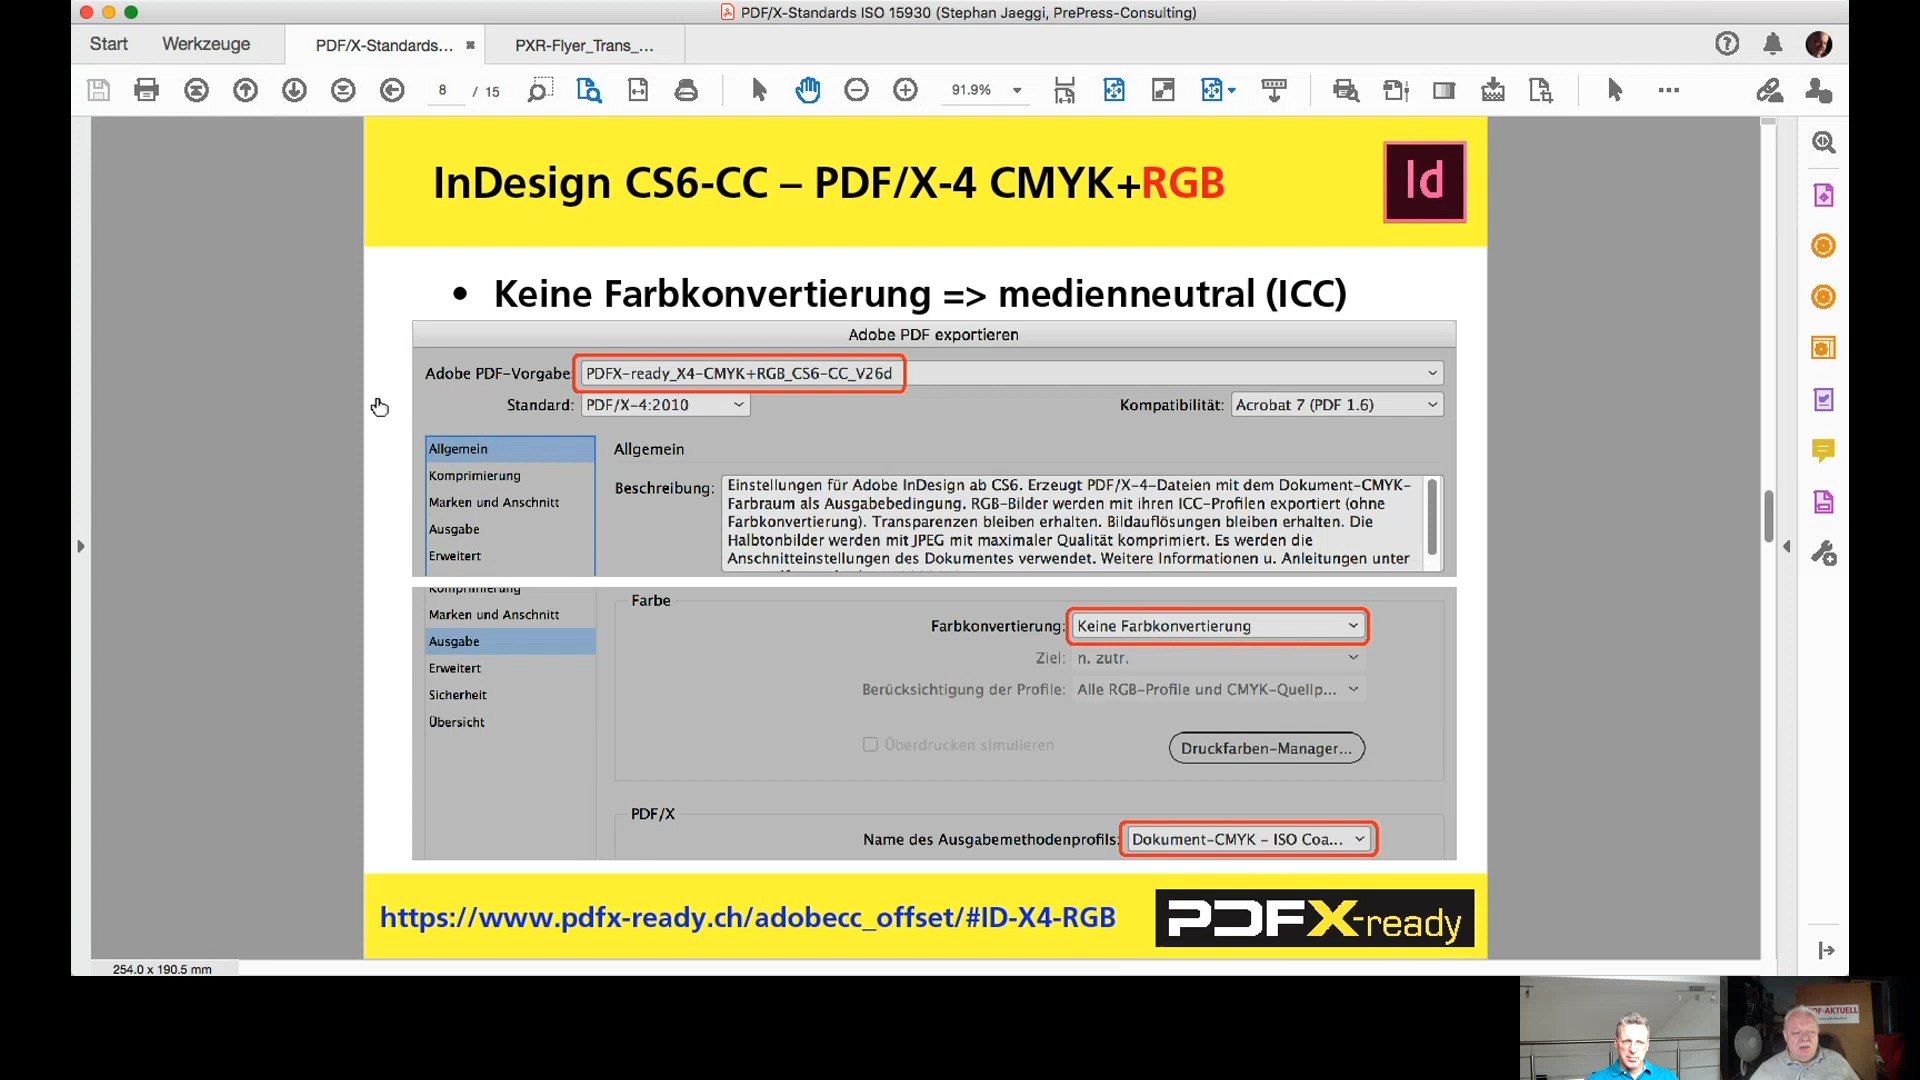 PDF/X-Standards ISO 15930 (Stephan Jaeggi, PrePress-Consulting)
Start
Werkzeuge
PDF/X-Standards...
PXR-Flyer_Trans_...
8 / 15
91.9%
InDesign CS6-CC – PDF/X-4 CMYK+RGB
Id
• Keine Farbkonvertierung => medienneutral (ICC)
Adobe PDF exportieren
Adobe PDF-Vorgabe: PDFX-ready_X4-CMYK+RGB_CS6-CC_V26d
Standard: PDF/X-4:2010
Kompatibilität: Acrobat 7 (PDF 1.6)
Allgemein
Komprimierung
Marken und Anschnitt
Ausgabe
Erweitert
Allgemein
Beschreibung: Einstellungen für Adobe InDesign ab CS6. Erzeugt PDF/X-4-Dateien mit dem Dokument-CMYK-
Farbraum als Ausgabebedingung. RGB-Bilder werden mit ihren ICC-Profilen exportiert (ohne
Farbkonvertierung). Transparenzen bleiben erhalten. Bildauflösungen bleiben erhalten. Die
Halbtonbilder werden mit JPEG mit maximaler Qualität komprimiert. Es werden die
Anschnitteinstellungen des Dokumentes verwendet. Weitere Informationen u. Anleitungen unter
Komprimierung
Marken und Anschnitt
Ausgabe
Erweitert
Sicherheit
Übersicht
Farbe
Farbkonvertierung: Keine Farbkonvertierung
Ziel: n. zutr.
Berücksichtigung der Profile: Alle RGB-Profile und CMYK-Quellp...
Überdrucken simulieren
Druckfarben-Manager...
PDF/X
Name des Ausgabemethodenprofils: Dokument-CMYK – ISO Coa...
https://www.pdfx-ready.ch/adobecc_offset/#ID-X4-RGB
PDFX-ready
254.0 x 190.5 mm